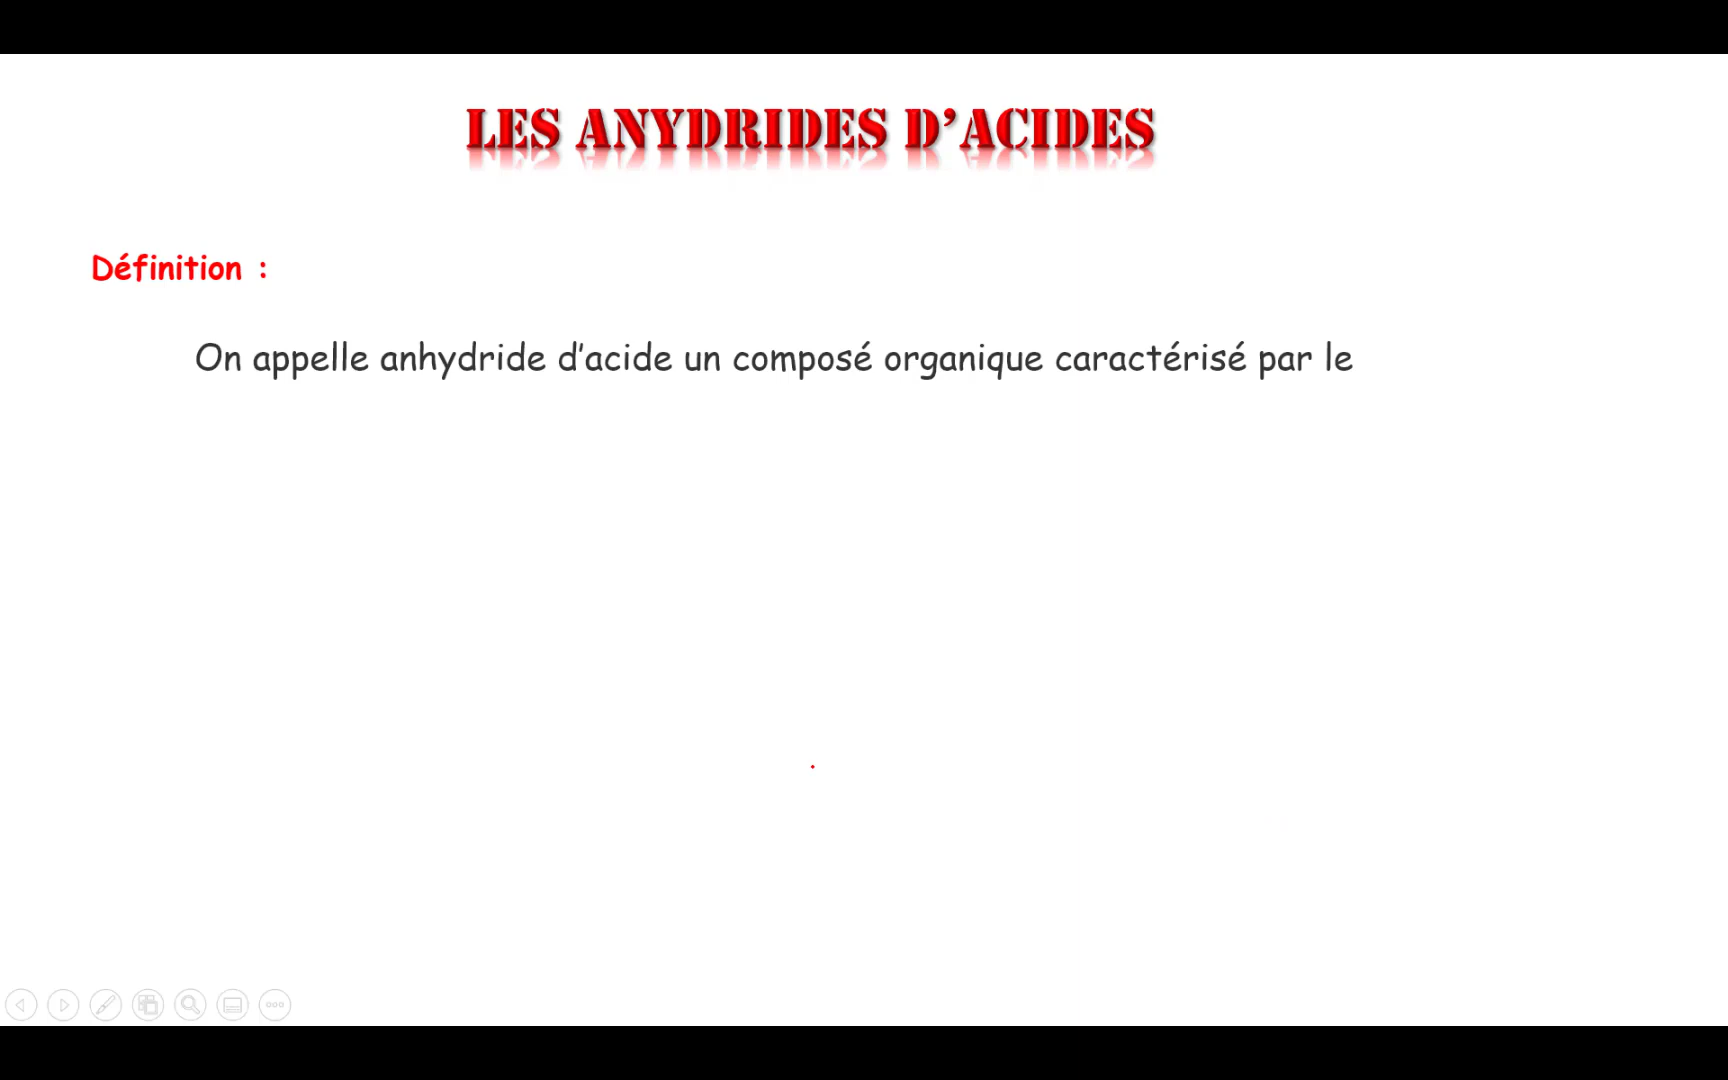 LES ANYDRIDES D’ACIDES
Définition :
On appelle anhydride d’acide un composé organique caractérisé par le